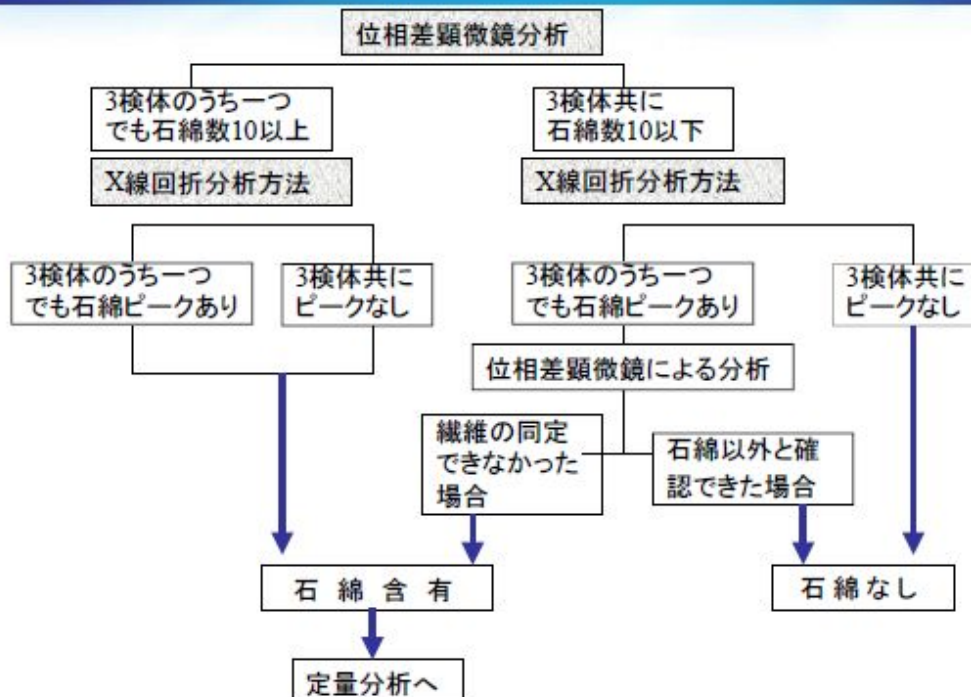 位相差顕微鏡分析
3検体のうち一つ
でも石綿数10以上
3検体共に
石綿数10以下
X線回折分析方法
X線回折分析方法
3検体のうち一つ
でも石綿ピークあり
3検体共に
ピークなし
3検体のうち一つ
でも石綿ピークあり
3検体共に
ピークなし
位相差顕微鏡による分析
繊維の同定
できなかった
場合
石綿以外と確
認できた場合
石 綿 含 有
石 綿 な し
定量分析へ